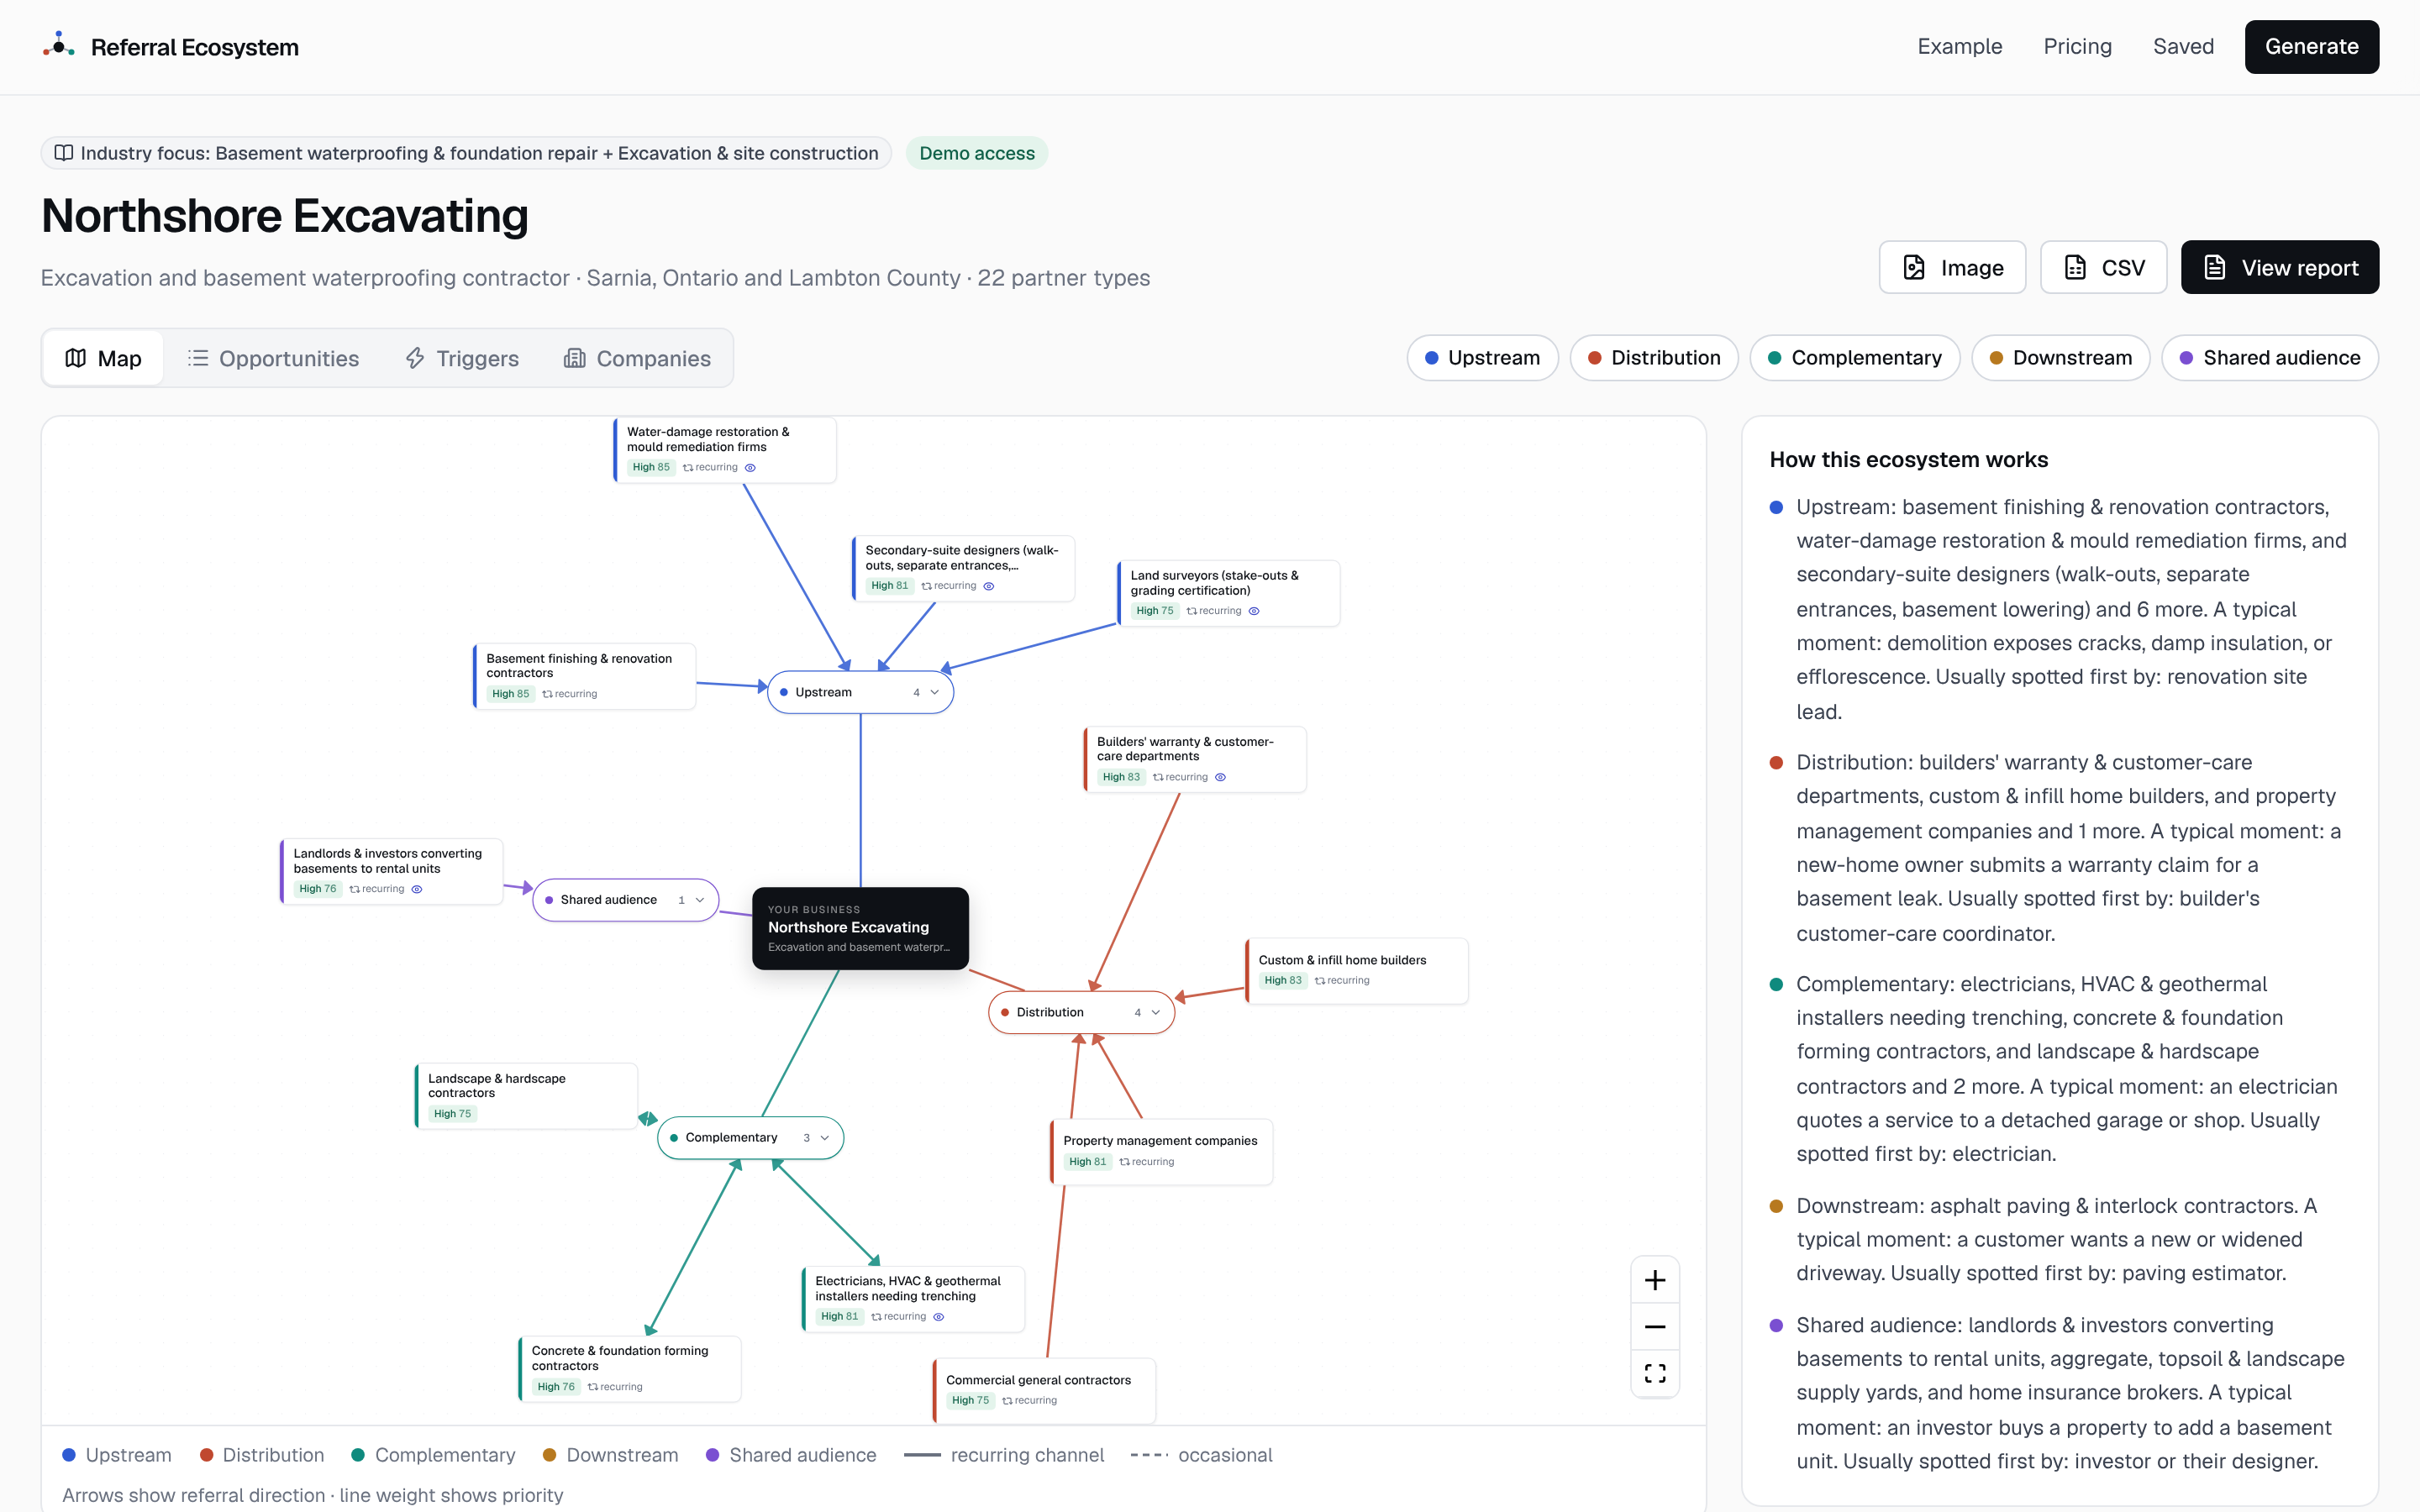 Referral Ecosystem
Example
Pricing
Saved
Generate
Industry focus: Basement waterproofing & foundation repair + Excavation & site construction
Demo access
Northshore Excavating
Excavation and basement waterproofing contractor · Sarnia, Ontario and Lambton County · 22 partner types
Image
CSV
View report
Map
Opportunities
Triggers
Companies
Upstream
Distribution
Complementary
Downstream
Shared audience
Water-damage restoration &
mould remediation firms
High 85
recurring
Secondary-suite designers (walk-
outs, separate entrances,...
High 81
recurring
Land surveyors (stake-outs &
grading certification)
High 75
recurring
Basement finishing & renovation
contractors
High 85
recurring
Upstream 4
Builders' warranty & customer-
care departments
High 83
recurring
Landlords & investors converting
basements to rental units
High 76
recurring
Shared audience 1
YOUR BUSINESS
Northshore Excavating
Excavation and basement waterpr...
Custom & infill home builders
High 83
recurring
Distribution 4
Landscape & hardscape
contractors
High 75
Complementary 3
Property management companies
High 81
recurring
Electricians, HVAC & geothermal
installers needing trenching
High 81
recurring
Concrete & foundation forming
contractors
High 76
recurring
Commercial general contractors
High 75
recurring
Upstream
Distribution
Complementary
Downstream
Shared audience
recurring channel
occasional
Arrows show referral direction · line weight shows priority
How this ecosystem works
Upstream: basement finishing & renovation contractors,
water-damage restoration & mould remediation firms, and
secondary-suite designers (walk-outs, separate
entrances, basement lowering) and 6 more. A typical
moment: demolition exposes cracks, damp insulation, or
efflorescence. Usually spotted first by: renovation site
lead.
Distribution: builders' warranty & customer-care
departments, custom & infill home builders, and property
management companies and 1 more. A typical moment: a
new-home owner submits a warranty claim for a
basement leak. Usually spotted first by: builder's
customer-care coordinator.
Complementary: electricians, HVAC & geothermal
installers needing trenching, concrete & foundation
forming contractors, and landscape & hardscape
contractors and 2 more. A typical moment: an electrician
quotes a service to a detached garage or shop. Usually
spotted first by: electrician.
Downstream: asphalt paving & interlock contractors. A
typical moment: a customer wants a new or widened
driveway. Usually spotted first by: paving estimator.
Shared audience: landlords & investors converting
basements to rental units, aggregate, topsoil & landscape
supply yards, and home insurance brokers. A typical
moment: an investor buys a property to add a basement
unit. Usually spotted first by: investor or their designer.